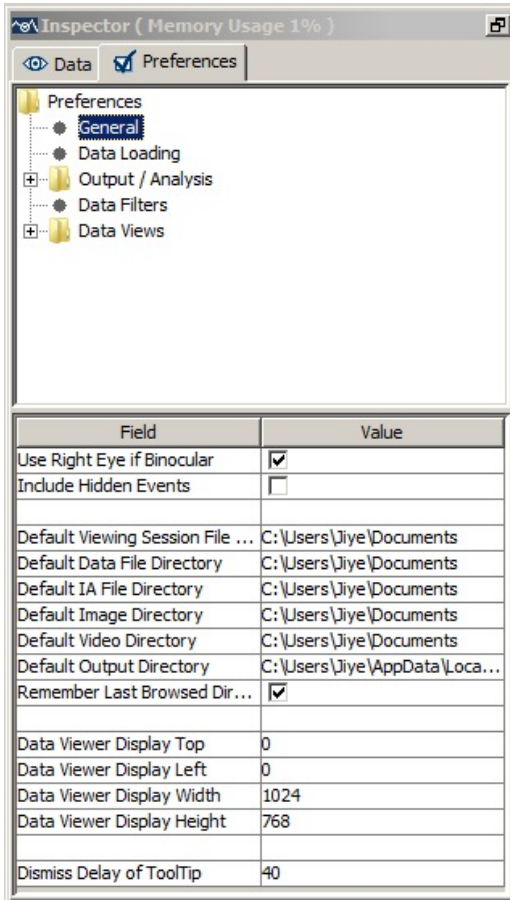 Inspector ( Memory Usage 1% )
Data Preferences
Preferences
General
Data Loading
Output / Analysis
Data Filters
Data Views
Field Value
Use Right Eye if Binocular
Include Hidden Events
Default Viewing Session File ... C:\Users\Jiye\Documents
Default Data File Directory C:\Users\Jiye\Documents
Default IA File Directory C:\Users\Jiye\Documents
Default Image Directory C:\Users\Jiye\Documents
Default Video Directory C:\Users\Jiye\Documents
Default Output Directory C:\Users\Jiye\AppData\Loca...
Remember Last Browsed Dir...
Data Viewer Display Top 0
Data Viewer Display Left 0
Data Viewer Display Width 1024
Data Viewer Display Height 768
Dismiss Delay of ToolTip 40